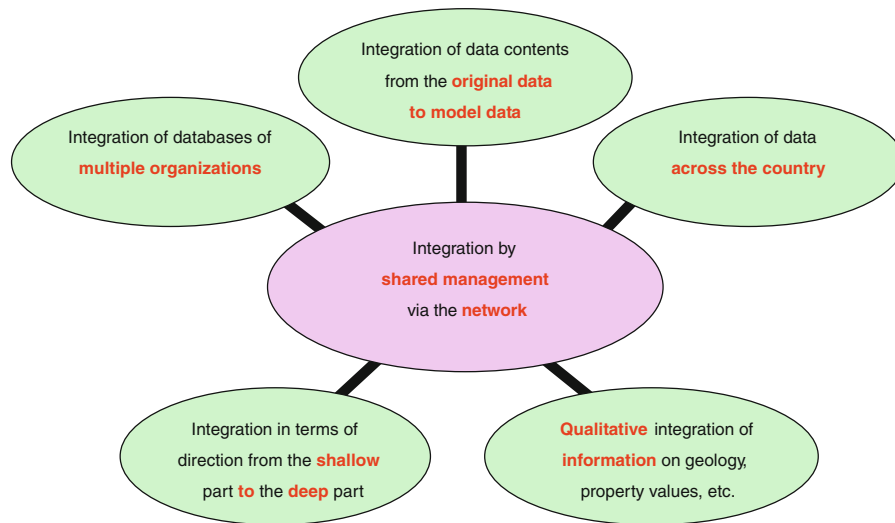 Integration of data contents
from the original data
to model data
Integration of databases of
multiple organizations
Integration of data
across the country
Integration by
shared management
via the network
Integration in terms of
direction from the shallow
part to the deep part
Qualitative integration of
information on geology,
property values, etc.